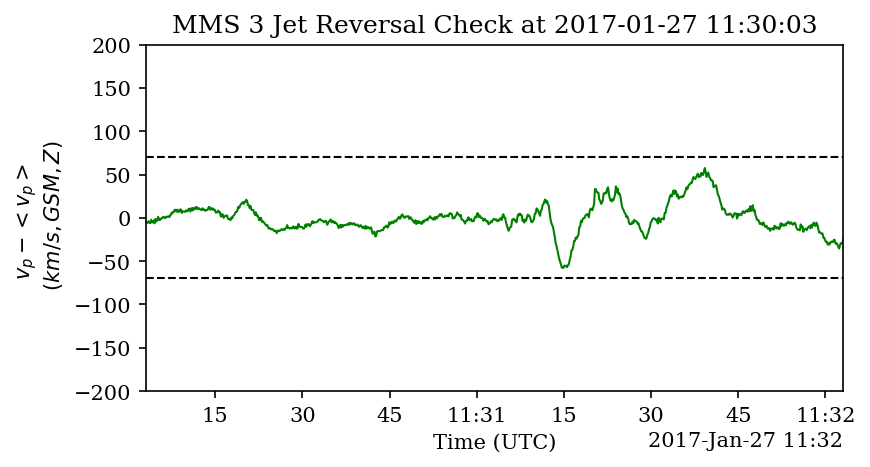 MMS 3 Jet Reversal Check at 2017-01-27 11:30:03
v_p - < v_p >
(km/s, GSM, Z)
200
150
100
50
0
−50
−100
−150
−200
15 30 45 11:31 15 30 45 11:32
Time (UTC)
2017-Jan-27 11:32